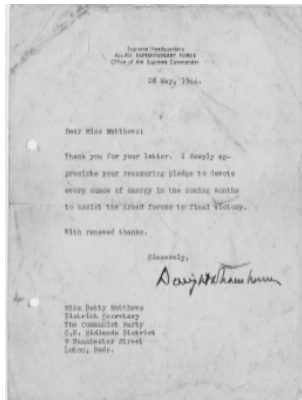 Supreme Headquarters
ALLIED EXPEDITIONARY FORCE
Office of the Supreme Commander
28 May, 1944.
Dear Miss Matthews:
Thank you for your letter. I deeply ap-
preciate your reassuring pledge to devote
every ounce of energy in the coming months
to assist the armed forces to final victory.
With renewed thanks.
Sincerely,
Dwight D Eisenhower
Miss Betty Matthews
District Secretary
The Communist Party
S.E. Midlands District
9 Manchester Street
Luton, Beds.